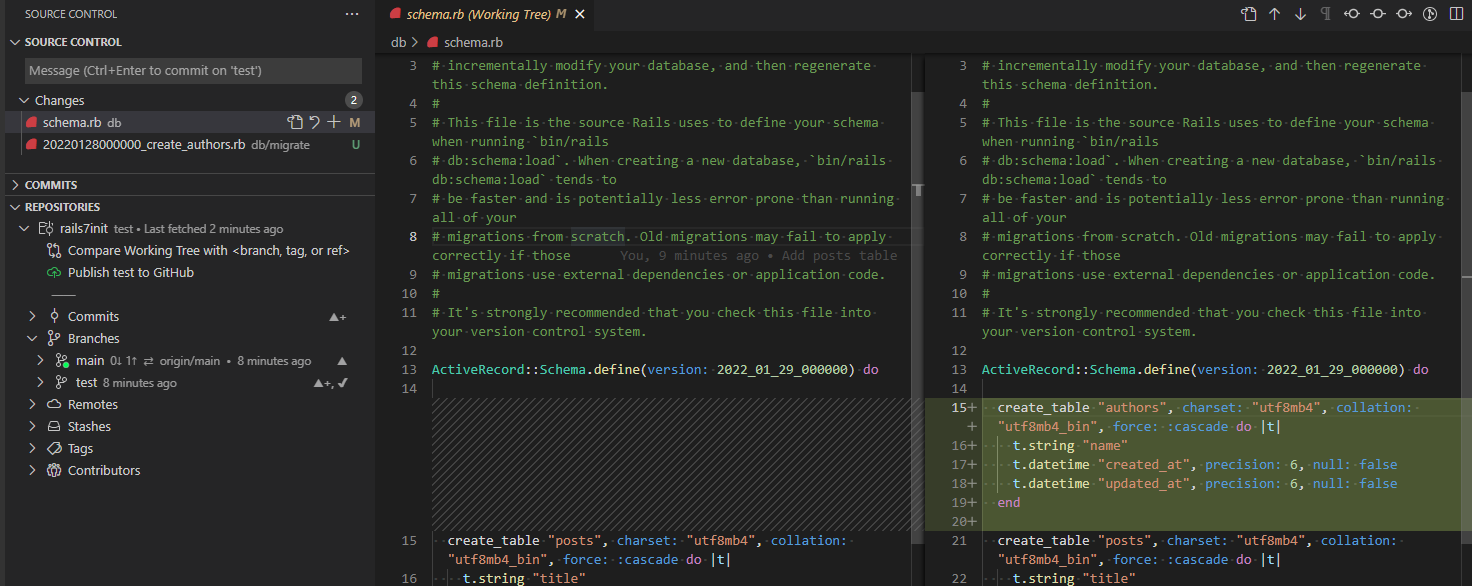 SOURCE CONTROL
SOURCE CONTROL
Message (Ctrl+Enter to commit on 'test')
Changes 2
schema.rb db M
20220128000000_create_authors.rb db/migrate U
COMMITS
REPOSITORIES
rails7init test • Last fetched 2 minutes ago
Compare Working Tree with <branch, tag, or ref>
Publish test to GitHub
Commits
Branches
main 0↓ 1↑ ⇄ origin/main • 8 minutes ago
test 8 minutes ago
Remotes
Stashes
Tags
Contributors
schema.rb (Working Tree) M
db > schema.rb
3 # incrementally modify your database, and then regenerate
this schema definition.
4 #
5 # This file is the source Rails uses to define your schema
when running `bin/rails
6 # db:schema:load`. When creating a new database, `bin/rails
db:schema:load` tends to
7 # be faster and is potentially less error prone than running
all of your
8 # migrations from scratch. Old migrations may fail to apply
correctly if those You, 9 minutes ago • Add posts table
9 # migrations use external dependencies or application code.
10 #
11 # It's strongly recommended that you check this file into
your version control system.
12
13 ActiveRecord::Schema.define(version: 2022_01_29_000000) do
14
15 create_table "posts", charset: "utf8mb4", collation:
"utf8mb4_bin", force: :cascade do |t|
16 t.string "title"
3 # incrementally modify your database, and then regenerate
this schema definition.
4 #
5 # This file is the source Rails uses to define your schema
when running `bin/rails
6 # db:schema:load`. When creating a new database, `bin/rails
db:schema:load` tends to
7 # be faster and is potentially less error prone than running
all of your
8 # migrations from scratch. Old migrations may fail to apply
correctly if those
9 # migrations use external dependencies or application code.
10 #
11 # It's strongly recommended that you check this file into
your version control system.
12
13 ActiveRecord::Schema.define(version: 2022_01_29_000000) do
14
15+ create_table "authors", charset: "utf8mb4", collation:
+ "utf8mb4_bin", force: :cascade do |t|
16+ t.string "name"
17+ t.datetime "created_at", precision: 6, null: false
18+ t.datetime "updated_at", precision: 6, null: false
19+ end
20+
21 create_table "posts", charset: "utf8mb4", collation:
"utf8mb4_bin", force: :cascade do |t|
22 t.string "title"